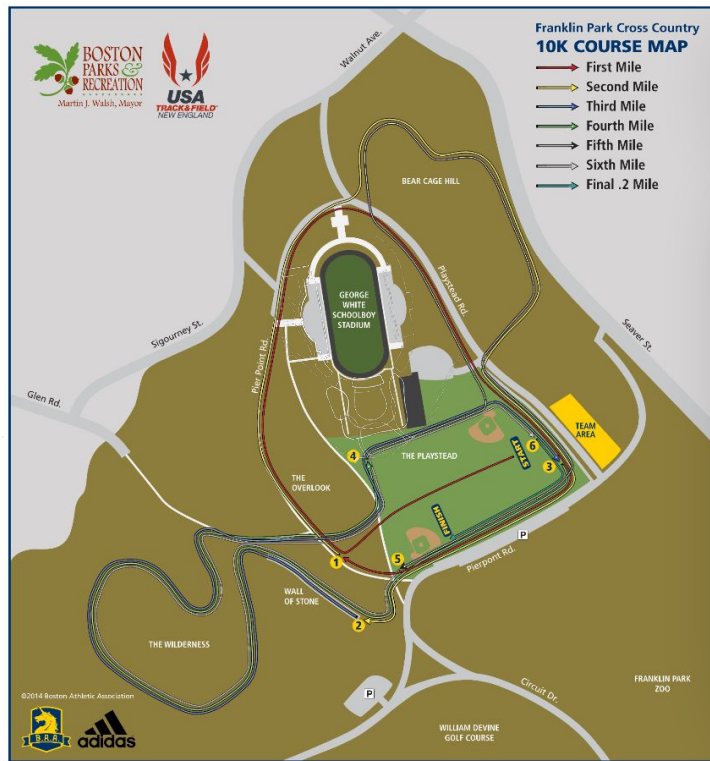 BOSTON
PARKS &
RECREATION
Martin J. Walsh, Mayor
USA
TRACK&FIELD
NEW ENGLAND
Franklin Park Cross Country
10K COURSE MAP
First Mile
Second Mile
Third Mile
Fourth Mile
Fifth Mile
Sixth Mile
Final .2 Mile
Walnut Ave.
BEAR CAGE HILL
Playstead Rd.
GEORGE
WHITE
SCHOOLBOY
STADIUM
Sigourney St.
Pier Point Rd.
Seaver St.
Glen Rd.
TEAM
AREA
6
START
3
4
THE PLAYSTEAD
THE
OVERLOOK
FINISH
P
1
5
Pierpont Rd.
WALL
OF STONE
2
THE WILDERNESS
FRANKLIN PARK
ZOO
P
Circuit Dr.
©2014 Boston Athletic Association
B.A.A.
adidas
WILLIAM DEVINE
GOLF COURSE